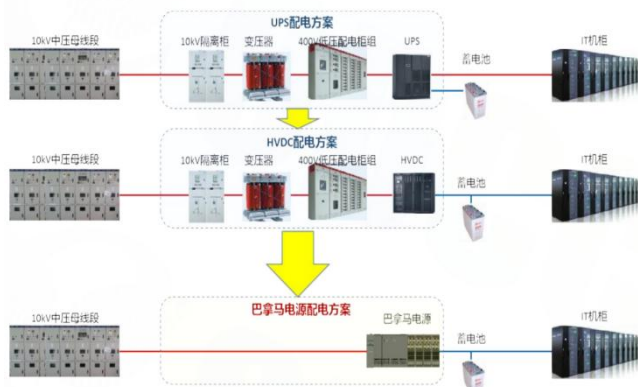 UPS配电方案
10kV中压母线段 10kV隔离柜 变压器 400V低压配电柜组 UPS 蓄电池 IT机柜
HVDC配电方案
10kV中压母线段 10kV隔离柜 变压器 400V低压配电柜组 HVDC 蓄电池 IT机柜
巴拿马电源配电方案
10kV中压母线段 巴拿马电源 蓄电池 IT机柜